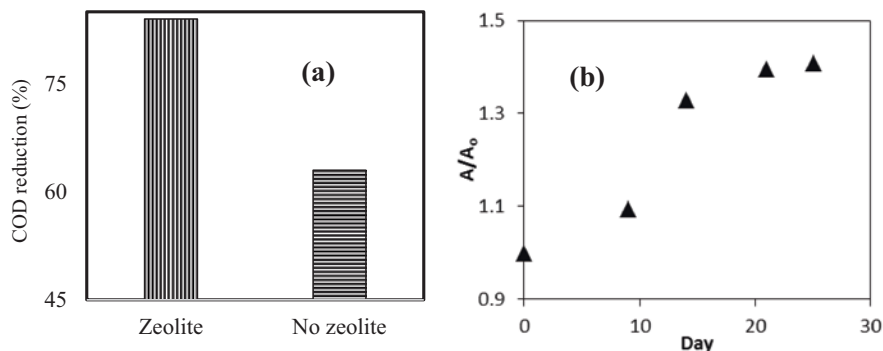 COD reduction (%)
75
60
45
(a)
Zeolite
No zeolite
A/Aₒ
1.5
1.3
1.1
0.9
(b)
0
10
20
30
Day